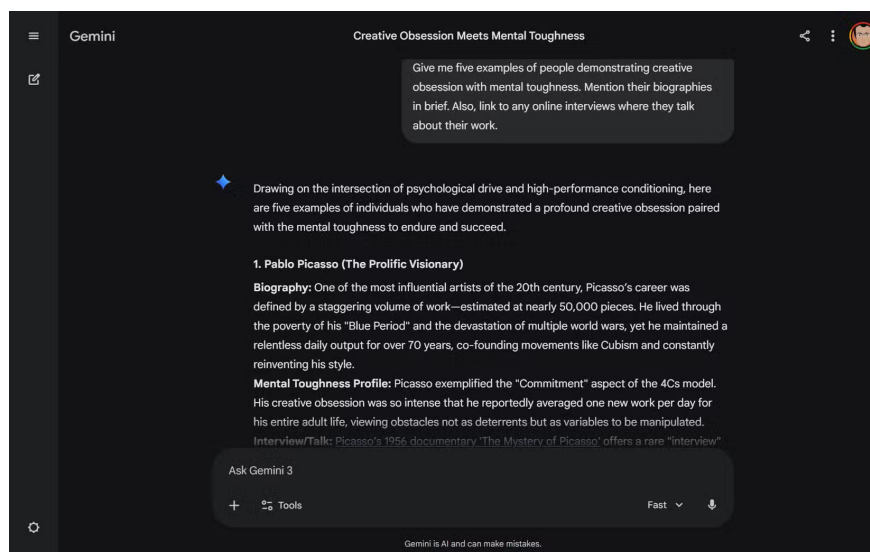 Gemini
Creative Obsession Meets Mental Toughness
Give me five examples of people demonstrating creative
obsession with mental toughness. Mention their biographies
in brief. Also, link to any online interviews where they talk
about their work.
Drawing on the intersection of psychological drive and high-performance conditioning, here
are five examples of individuals who have demonstrated a profound creative obsession paired
with the mental toughness to endure and succeed.
1. Pablo Picasso (The Prolific Visionary)
Biography: One of the most influential artists of the 20th century, Picasso’s career was
defined by a staggering volume of work—estimated at nearly 50,000 pieces. He lived through
the poverty of his "Blue Period" and the devastation of multiple world wars, yet he maintained a
relentless daily output for over 70 years, co-founding movements like Cubism and constantly
reinventing his style.
Mental Toughness Profile: Picasso exemplified the "Commitment" aspect of the 4Cs model.
His creative obsession was so intense that he reportedly averaged one new work per day for
his entire adult life, viewing obstacles not as deterrents but as variables to be manipulated.
Interview/Talk: Picasso’s 1956 documentary 'The Mystery of Picasso' offers a rare "interview"
Ask Gemini 3
Tools
Fast
Gemini is AI and can make mistakes.